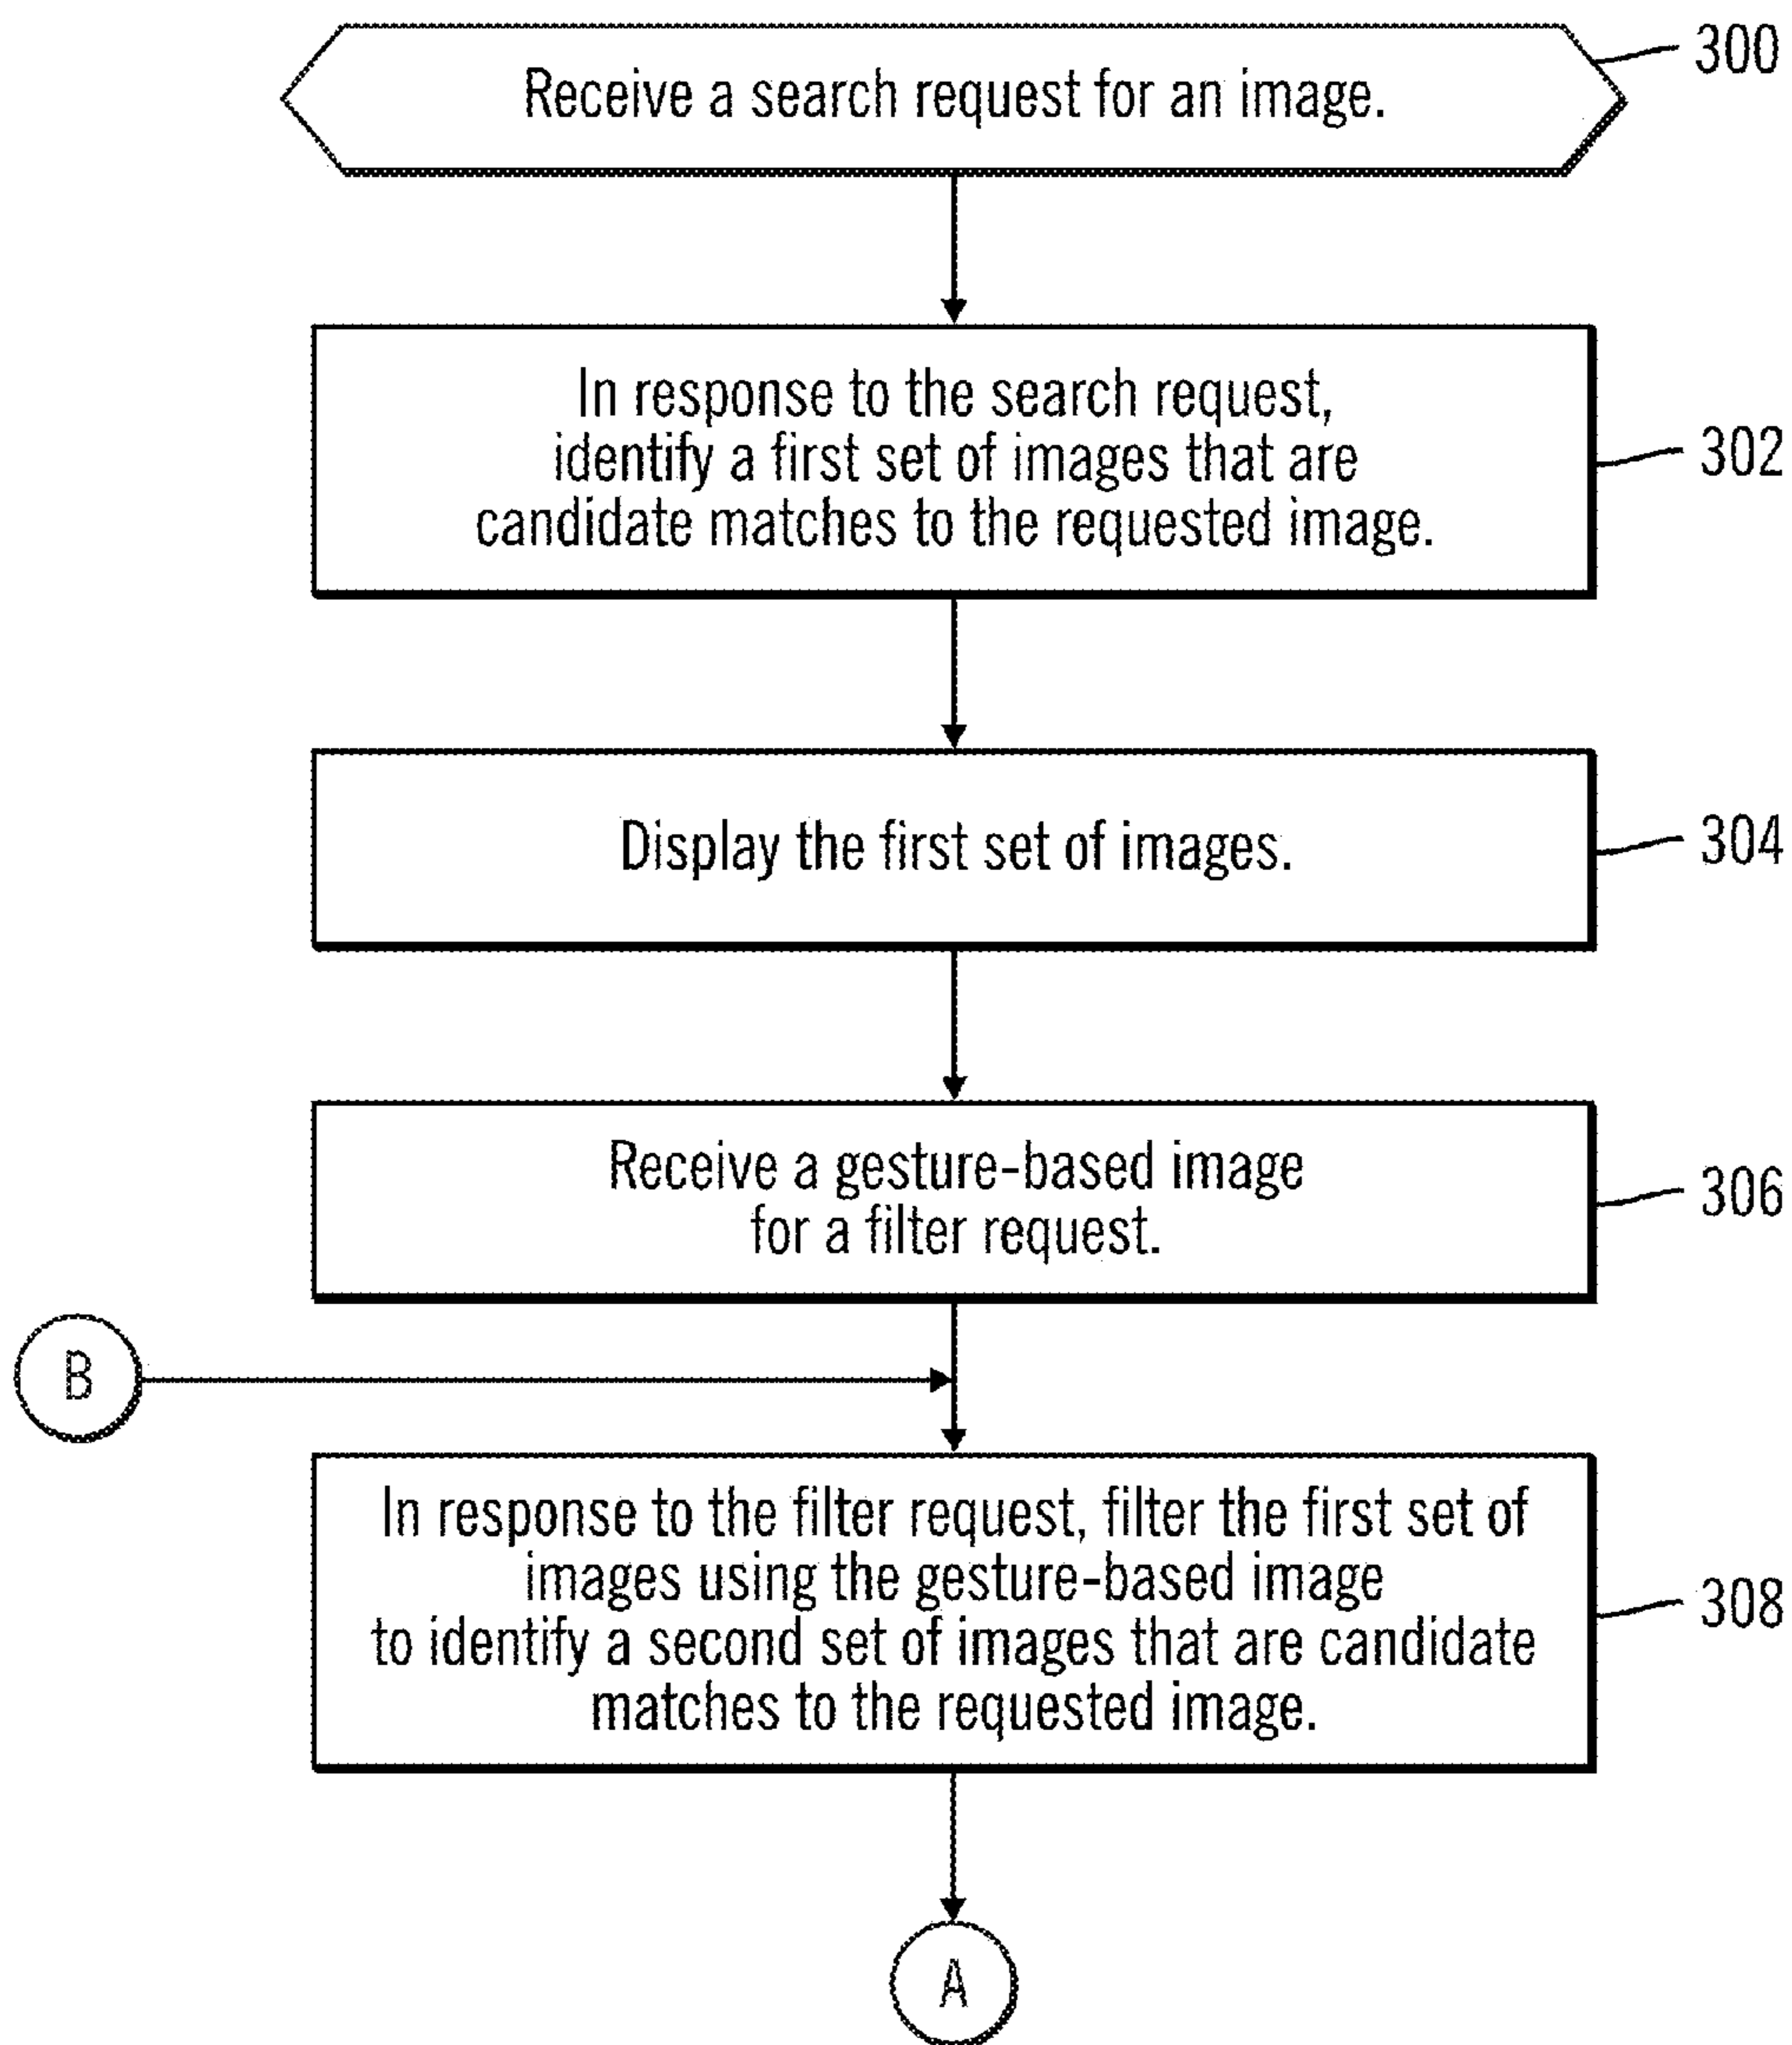 Receive a search request for an image.
300
In response to the search request,
identify a first set of images that are
candidate matches to the requested image.
302
Display the first set of images.
304
Receive a gesture-based image
for a filter request.
306
B
In response to the filter request, filter the first set of
images using the gesture-based image
to identify a second set of images that are candidate
matches to the requested image.
308
A